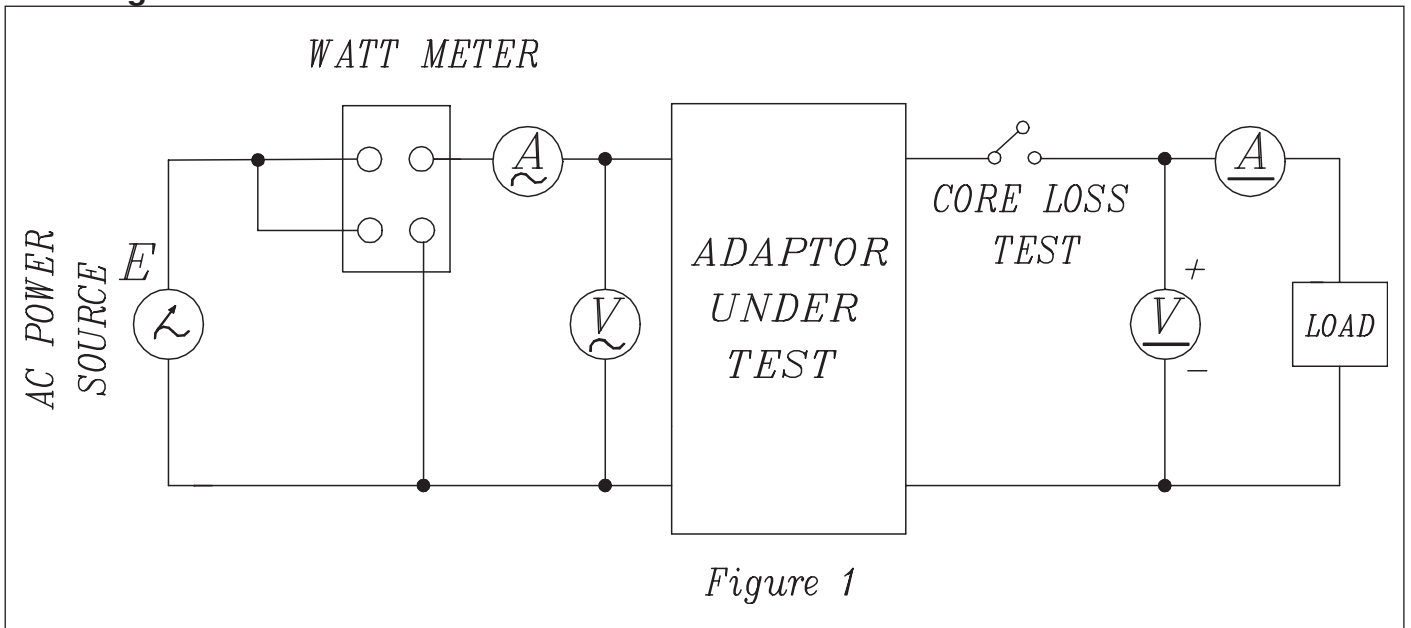 WATT METER
AC POWER
SOURCE
E
A
V
ADAPTOR
UNDER
TEST
CORE LOSS
TEST
A
V
+
-
LOAD
Figure 1